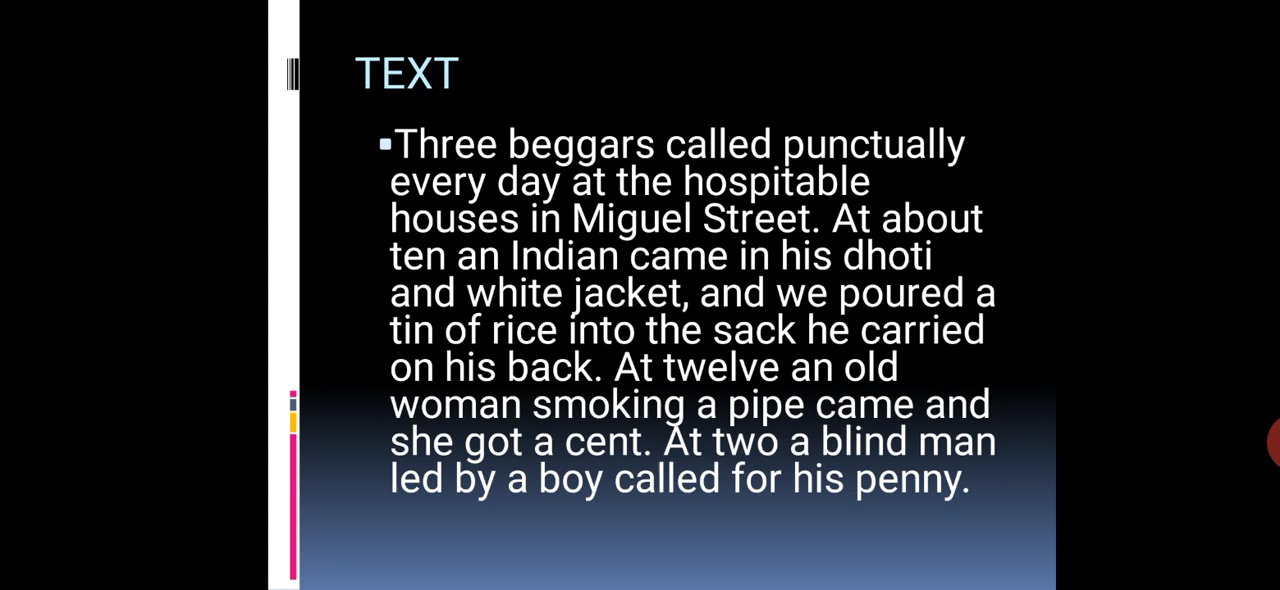 TEXT
Three beggars called punctually
every day at the hospitable
houses in Miguel Street. At about
ten an Indian came in his dhoti
and white jacket, and we poured a
tin of rice into the sack he carried
on his back. At twelve an old
woman smoking a pipe came and
she got a cent. At two a blind man
led by a boy called for his penny.